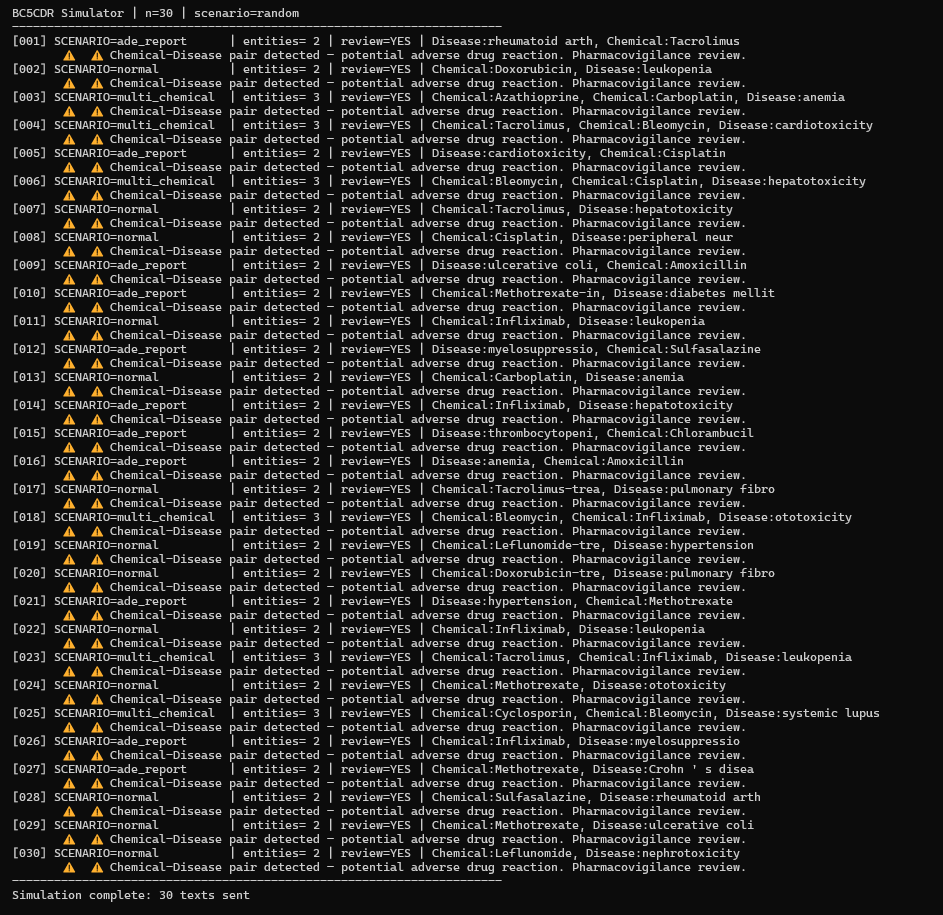 BC5CDR Simulator | n=30 | scenario=random
──────────────────────────────────────────────────────────────────────
[001] SCENARIO=ade_report      | entities= 2 | review=YES | Disease:rheumatoid arth, Chemical:Tacrolimus
⚠ ⚠ Chemical-Disease pair detected — potential adverse drug reaction. Pharmacovigilance review.
[002] SCENARIO=normal          | entities= 2 | review=YES | Chemical:Doxorubicin, Disease:leukopenia
⚠ ⚠ Chemical-Disease pair detected — potential adverse drug reaction. Pharmacovigilance review.
[003] SCENARIO=multi_chemical  | entities= 3 | review=YES | Chemical:Azathioprine, Chemical:Carboplatin, Disease:anemia
⚠ ⚠ Chemical-Disease pair detected — potential adverse drug reaction. Pharmacovigilance review.
[004] SCENARIO=multi_chemical  | entities= 3 | review=YES | Chemical:Tacrolimus, Chemical:Bleomycin, Disease:cardiotoxicity
⚠ ⚠ Chemical-Disease pair detected — potential adverse drug reaction. Pharmacovigilance review.
[005] SCENARIO=ade_report      | entities= 2 | review=YES | Disease:cardiotoxicity, Chemical:Cisplatin
⚠ ⚠ Chemical-Disease pair detected — potential adverse drug reaction. Pharmacovigilance review.
[006] SCENARIO=multi_chemical  | entities= 3 | review=YES | Chemical:Bleomycin, Chemical:Cisplatin, Disease:hepatotoxicity
⚠ ⚠ Chemical-Disease pair detected — potential adverse drug reaction. Pharmacovigilance review.
[007] SCENARIO=normal          | entities= 2 | review=YES | Chemical:Tacrolimus, Disease:hepatotoxicity
⚠ ⚠ Chemical-Disease pair detected — potential adverse drug reaction. Pharmacovigilance review.
[008] SCENARIO=normal          | entities= 2 | review=YES | Chemical:Cisplatin, Disease:peripheral neur
⚠ ⚠ Chemical-Disease pair detected — potential adverse drug reaction. Pharmacovigilance review.
[009] SCENARIO=ade_report      | entities= 2 | review=YES | Disease:ulcerative coli, Chemical:Amoxicillin
⚠ ⚠ Chemical-Disease pair detected — potential adverse drug reaction. Pharmacovigilance review.
[010] SCENARIO=normal          | entities= 2 | review=YES | Chemical:Methotrexate-in, Disease:diabetes mellit
⚠ ⚠ Chemical-Disease pair detected — potential adverse drug reaction. Pharmacovigilance review.
[011] SCENARIO=normal          | entities= 2 | review=YES | Chemical:Infliximab, Disease:leukopenia
⚠ ⚠ Chemical-Disease pair detected — potential adverse drug reaction. Pharmacovigilance review.
[012] SCENARIO=ade_report      | entities= 2 | review=YES | Disease:myelosuppressio, Chemical:Sulfasalazine
⚠ ⚠ Chemical-Disease pair detected — potential adverse drug reaction. Pharmacovigilance review.
[013] SCENARIO=normal          | entities= 2 | review=YES | Chemical:Carboplatin, Disease:anemia
⚠ ⚠ Chemical-Disease pair detected — potential adverse drug reaction. Pharmacovigilance review.
[014] SCENARIO=normal          | entities= 2 | review=YES | Chemical:Infliximab, Disease:hepatotoxicity
⚠ ⚠ Chemical-Disease pair detected — potential adverse drug reaction. Pharmacovigilance review.
[015] SCENARIO=ade_report      | entities= 2 | review=YES | Disease:thrombocytopeni, Chemical:Chlorambucil
⚠ ⚠ Chemical-Disease pair detected — potential adverse drug reaction. Pharmacovigilance review.
[016] SCENARIO=ade_report      | entities= 2 | review=YES | Disease:anemia, Chemical:Amoxicillin
⚠ ⚠ Chemical-Disease pair detected — potential adverse drug reaction. Pharmacovigilance review.
[017] SCENARIO=normal          | entities= 2 | review=YES | Chemical:Tacrolimus-trea, Disease:pulmonary fibro
⚠ ⚠ Chemical-Disease pair detected — potential adverse drug reaction. Pharmacovigilance review.
[018] SCENARIO=multi_chemical  | entities= 3 | review=YES | Chemical:Bleomycin, Chemical:Infliximab, Disease:ototoxicity
⚠ ⚠ Chemical-Disease pair detected — potential adverse drug reaction. Pharmacovigilance review.
[019] SCENARIO=normal          | entities= 2 | review=YES | Chemical:Leflunomide-tre, Disease:hypertension
⚠ ⚠ Chemical-Disease pair detected — potential adverse drug reaction. Pharmacovigilance review.
[020] SCENARIO=normal          | entities= 2 | review=YES | Chemical:Doxorubicin-tre, Disease:pulmonary fibro
⚠ ⚠ Chemical-Disease pair detected — potential adverse drug reaction. Pharmacovigilance review.
[021] SCENARIO=ade_report      | entities= 2 | review=YES | Disease:hypertension, Chemical:Methotrexate
⚠ ⚠ Chemical-Disease pair detected — potential adverse drug reaction. Pharmacovigilance review.
[022] SCENARIO=normal          | entities= 2 | review=YES | Chemical:Infliximab, Disease:leukopenia
⚠ ⚠ Chemical-Disease pair detected — potential adverse drug reaction. Pharmacovigilance review.
[023] SCENARIO=multi_chemical  | entities= 3 | review=YES | Chemical:Tacrolimus, Chemical:Infliximab, Disease:leukopenia
⚠ ⚠ Chemical-Disease pair detected — potential adverse drug reaction. Pharmacovigilance review.
[024] SCENARIO=normal          | entities= 2 | review=YES | Chemical:Methotrexate, Disease:ototoxicity
⚠ ⚠ Chemical-Disease pair detected — potential adverse drug reaction. Pharmacovigilance review.
[025] SCENARIO=multi_chemical  | entities= 3 | review=YES | Chemical:Cyclosporin, Chemical:Bleomycin, Disease:systemic lupus
⚠ ⚠ Chemical-Disease pair detected — potential adverse drug reaction. Pharmacovigilance review.
[026] SCENARIO=ade_report      | entities= 2 | review=YES | Chemical:Infliximab, Disease:myelosuppressio
⚠ ⚠ Chemical-Disease pair detected — potential adverse drug reaction. Pharmacovigilance review.
[027] SCENARIO=ade_report      | entities= 2 | review=YES | Chemical:Methotrexate, Disease:Crohn ' s disea
⚠ ⚠ Chemical-Disease pair detected — potential adverse drug reaction. Pharmacovigilance review.
[028] SCENARIO=normal          | entities= 2 | review=YES | Chemical:Sulfasalazine, Disease:rheumatoid arth
⚠ ⚠ Chemical-Disease pair detected — potential adverse drug reaction. Pharmacovigilance review.
[029] SCENARIO=normal          | entities= 2 | review=YES | Chemical:Methotrexate, Disease:ulcerative coli
⚠ ⚠ Chemical-Disease pair detected — potential adverse drug reaction. Pharmacovigilance review.
[030] SCENARIO=normal          | entities= 2 | review=YES | Chemical:Leflunomide, Disease:nephrotoxicity
⚠ ⚠ Chemical-Disease pair detected — potential adverse drug reaction. Pharmacovigilance review.
──────────────────────────────────────────────────────────────────────
Simulation complete: 30 texts sent